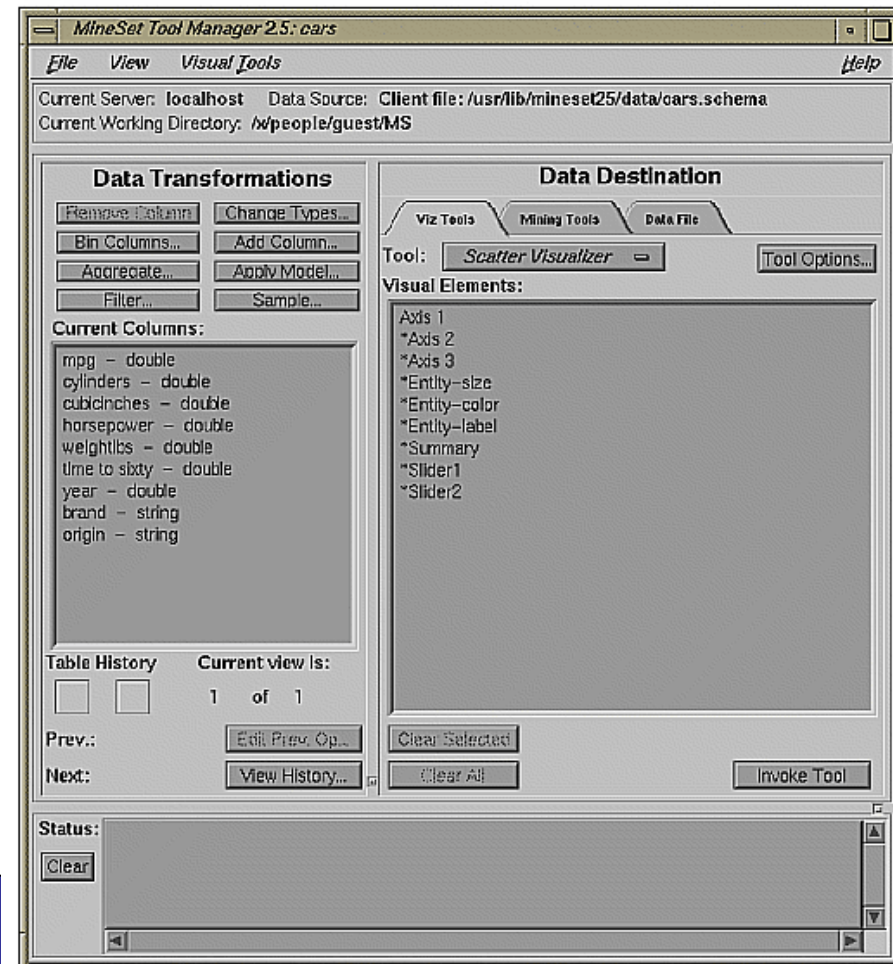 MineSet Tool Manager 2.5: cars
File View Visual Tools Help
Current Server: localhost Data Source: Client file: /usr/lib/mineset25/data/cars.schema
Current Working Directory: /x/people/guest/MS
Data Transformations
Remove Column Change Types...
Bin Columns... Add Column...
Aggregate... Apply Model...
Filter... Sample...
Current Columns:
mpg – double
cylinders – double
cubicinches – double
horsepower – double
weightlbs – double
time to sixty – double
year – double
brand – string
origin – string
Table History Current view is:
1 of 1
Prev.: Edit Prev. Op...
Next: View History...
Data Destination
Viz Tools Mining Tools Data File
Tool: Scatter Visualizer Tool Options...
Visual Elements:
Axis 1
*Axis 2
*Axis 3
*Entity-size
*Entity-color
*Entity-label
*Summary
*Slider1
*Slider2
Clear Selected
Clear All Invoke Tool
Status:
Clear